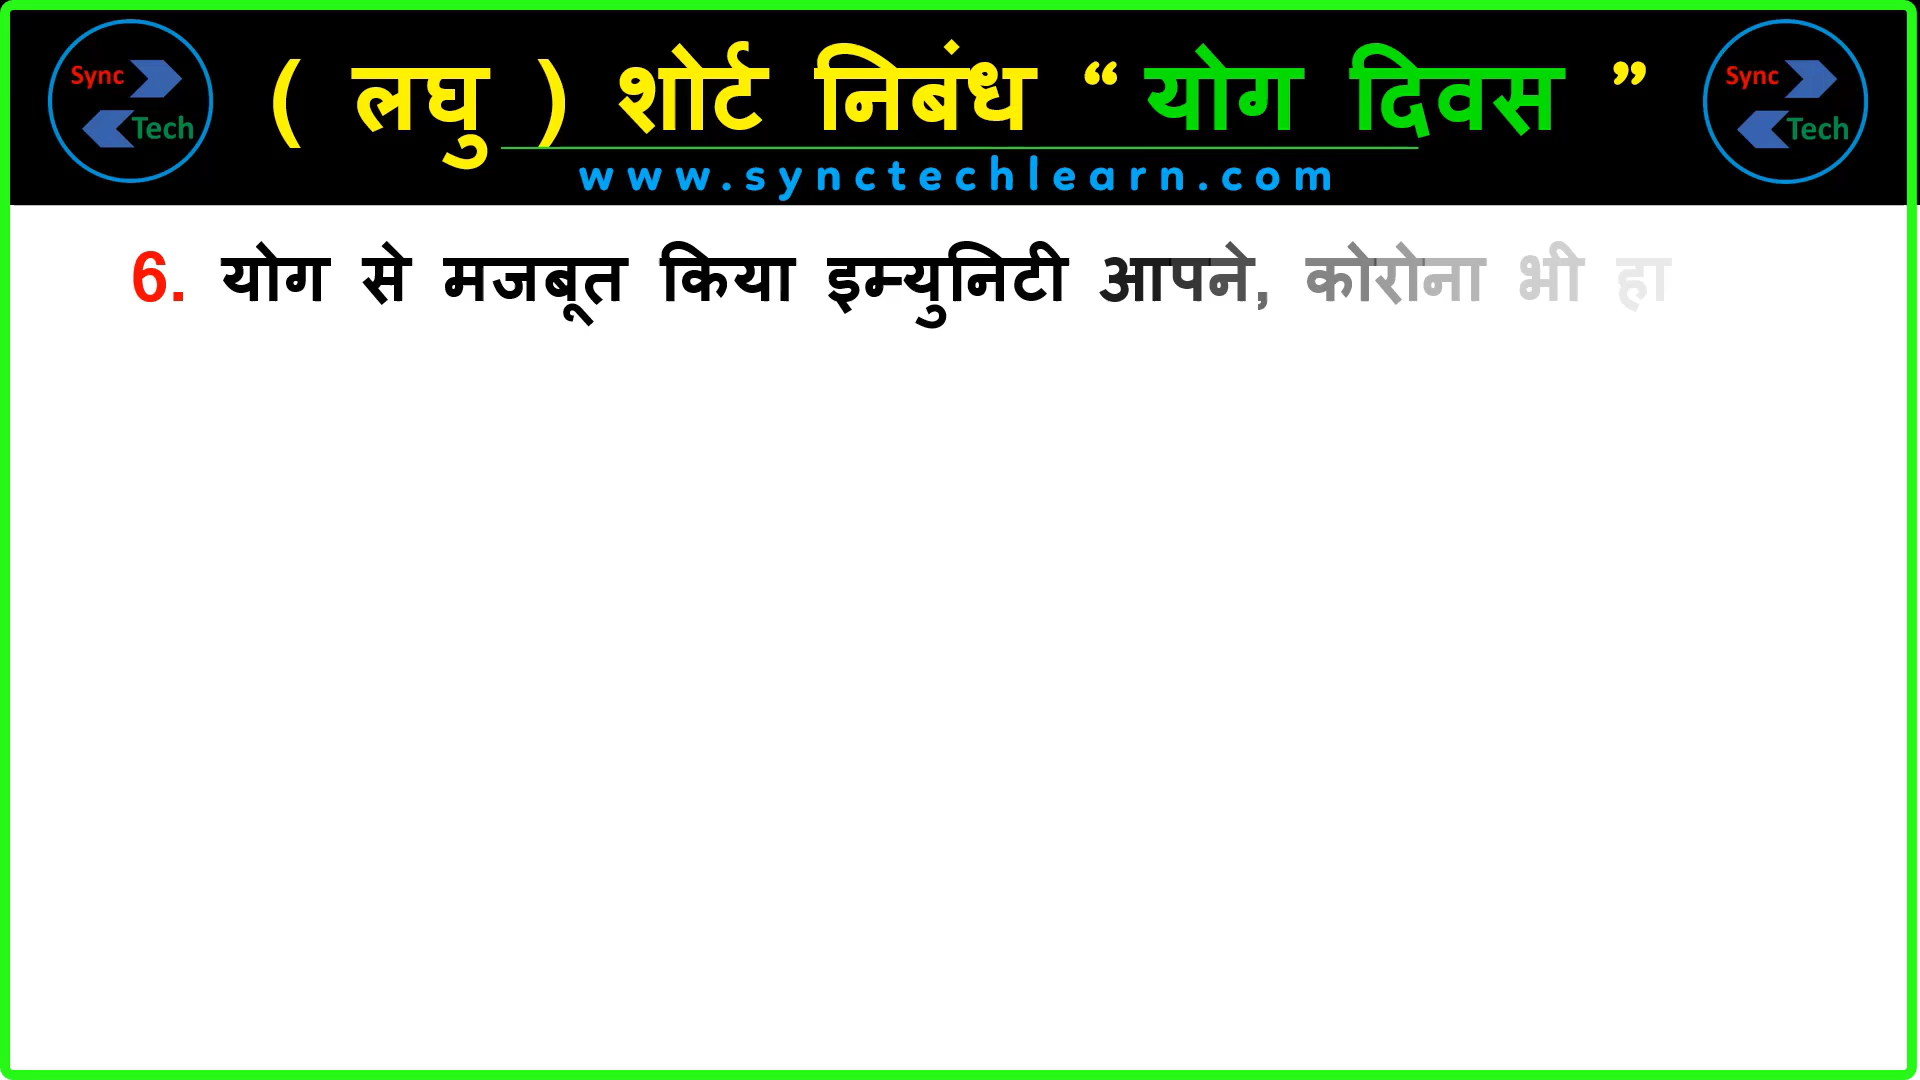 Sync Tech
( लघु ) शोर्ट निबंध “ योग दिवस ”
www.synctechlearn.com
Sync Tech
6. योग से मजबूत किया इम्युनिटी आपने, कोरोना भी हा